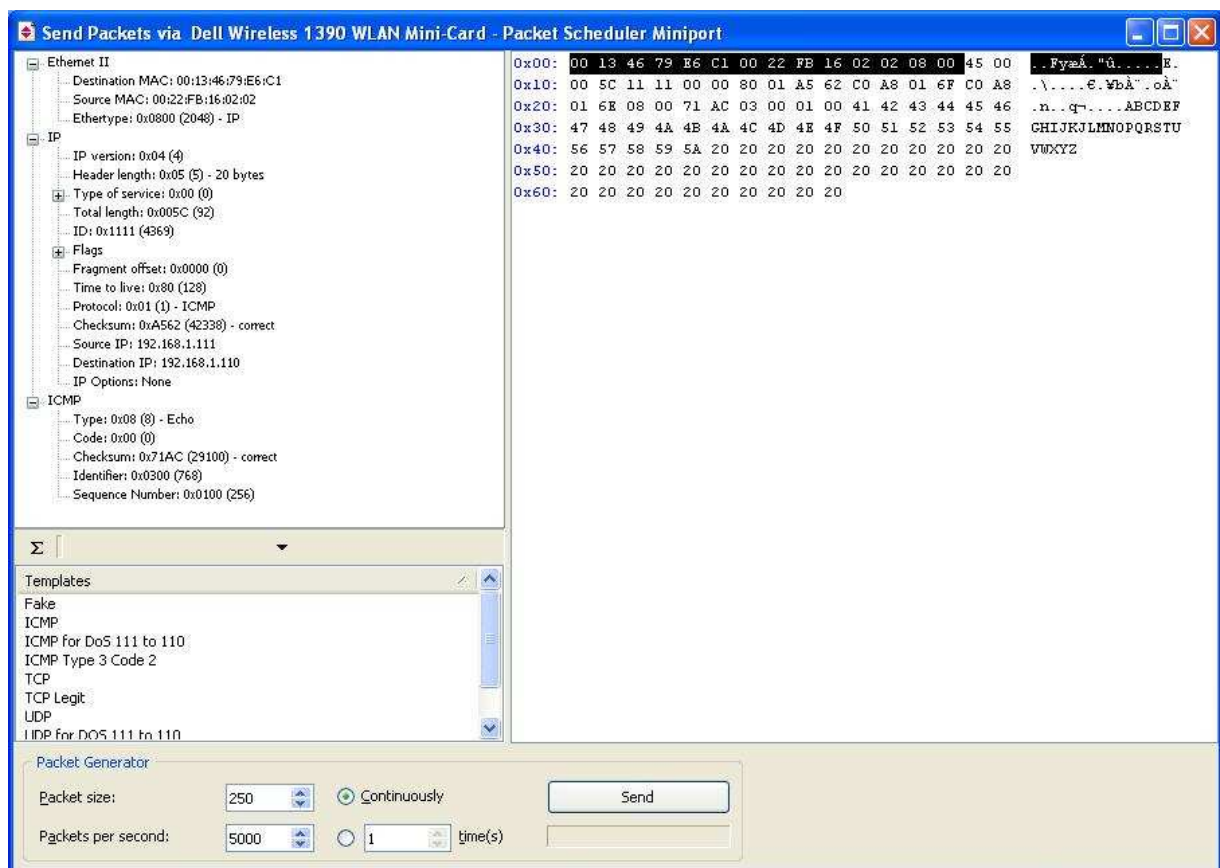 Send Packets via Dell Wireless 1390 WLAN Mini-Card - Packet Scheduler Miniport
Ethernet II
Destination MAC: 00:13:46:79:E6:C1
Source MAC: 00:22:FB:16:02:02
Ethertype: 0x0800 (2048) - IP
IP
IP version: 0x04 (4)
Header length: 0x05 (5) - 20 bytes
Type of service: 0x00 (0)
Total length: 0x005C (92)
ID: 0x1111 (4369)
Flags
Fragment offset: 0x0000 (0)
Time to live: 0x80 (128)
Protocol: 0x01 (1) - ICMP
Checksum: 0xA562 (42338) - correct
Source IP: 192.168.1.111
Destination IP: 192.168.1.110
IP Options: None
ICMP
Type: 0x08 (8) - Echo
Code: 0x00 (0)
Checksum: 0x71AC (29100) - correct
Identifier: 0x0300 (768)
Sequence Number: 0x0100 (256)
0x00: 00 13 46 79 E6 C1 00 22 FB 16 02 02 08 00 45 00 ..FyæÁ."û.....E.
0x10: 00 5C 11 11 00 00 80 01 A5 62 C0 A8 01 6F C0 A8 .\....€.¥bÀ¨.oÀ¨
0x20: 01 6E 08 00 71 AC 03 00 01 00 41 42 43 44 45 46 .n..q¬....ABCDEF
0x30: 47 48 49 4A 4B 4A 4C 4D 4E 4F 50 51 52 53 54 55 GHIJKJLMNOPQRSTU
0x40: 56 57 58 59 5A 20 20 20 20 20 20 20 20 20 20 20 VWXYZ
0x50: 20 20 20 20 20 20 20 20 20 20 20 20 20 20 20 20
0x60: 20 20 20 20 20 20 20 20 20 20
Σ
Templates
Fake
ICMP
ICMP for DoS 111 to 110
ICMP Type 3 Code 2
TCP
TCP Legit
UDP
UDP for DOS 111 to 110
Packet Generator
Packet size: 250 Continuously Send
Packets per second: 5000 1 time(s)